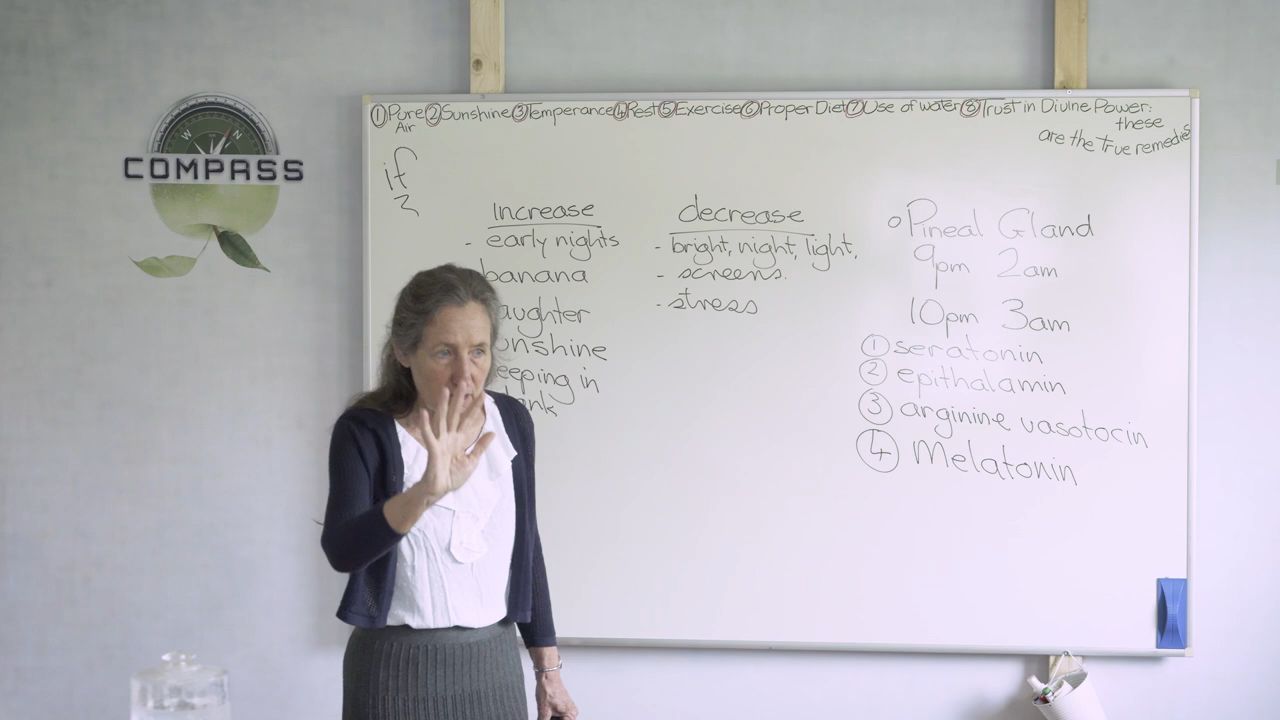 W N
COMPASS
①Pure ②Sunshine ③Temperance ④Rest ⑤Exercise ⑥Proper Diet ⑦Use of water ⑧Trust in Divine Power:
Air
these
are the true remedies
if
increase
- early nights
banana
aughter
unshine
eeping in
ank
decrease
- bright, night, light,
- screens.
- stress
Pineal Gland
9pm 2am
10pm 3am
① seratonin
② epithalamin
③ arginine vasotocin
④ Melatonin